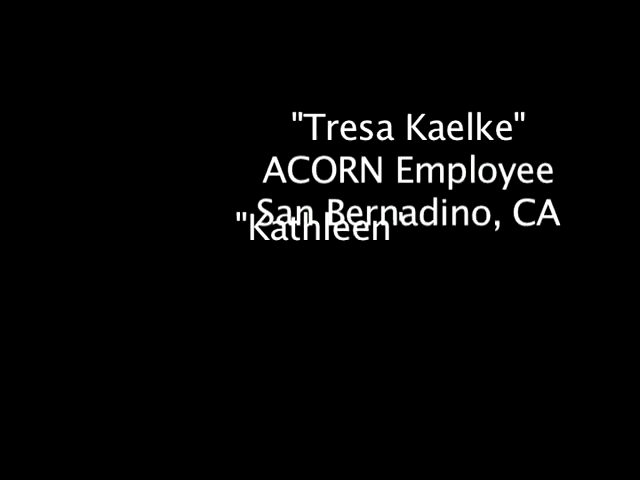 "Tresa Kaelke"
ACORN Employee
San Bernadino, CA
"Kathleen"